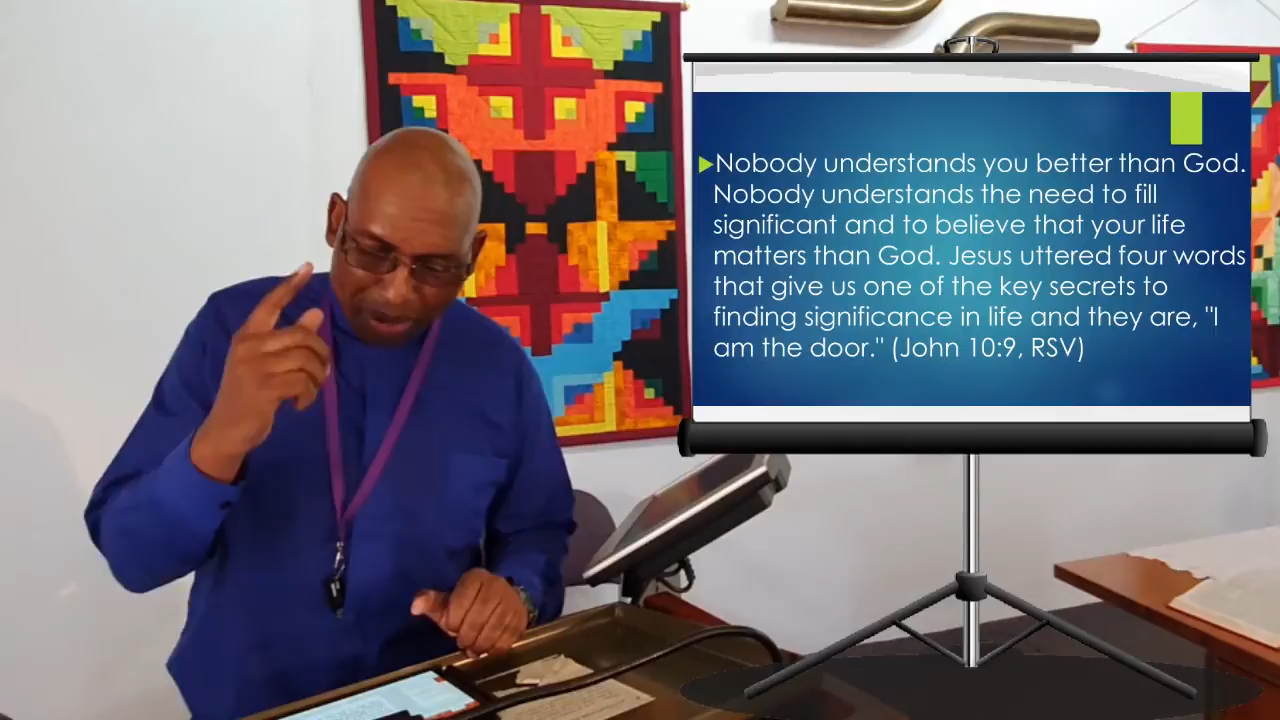 Nobody understands you better than God.
Nobody understands the need to fill
significant and to believe that your life
matters than God. Jesus uttered four words
that give us one of the key secrets to
finding significance in life and they are, "I
am the door." (John 10:9, RSV)